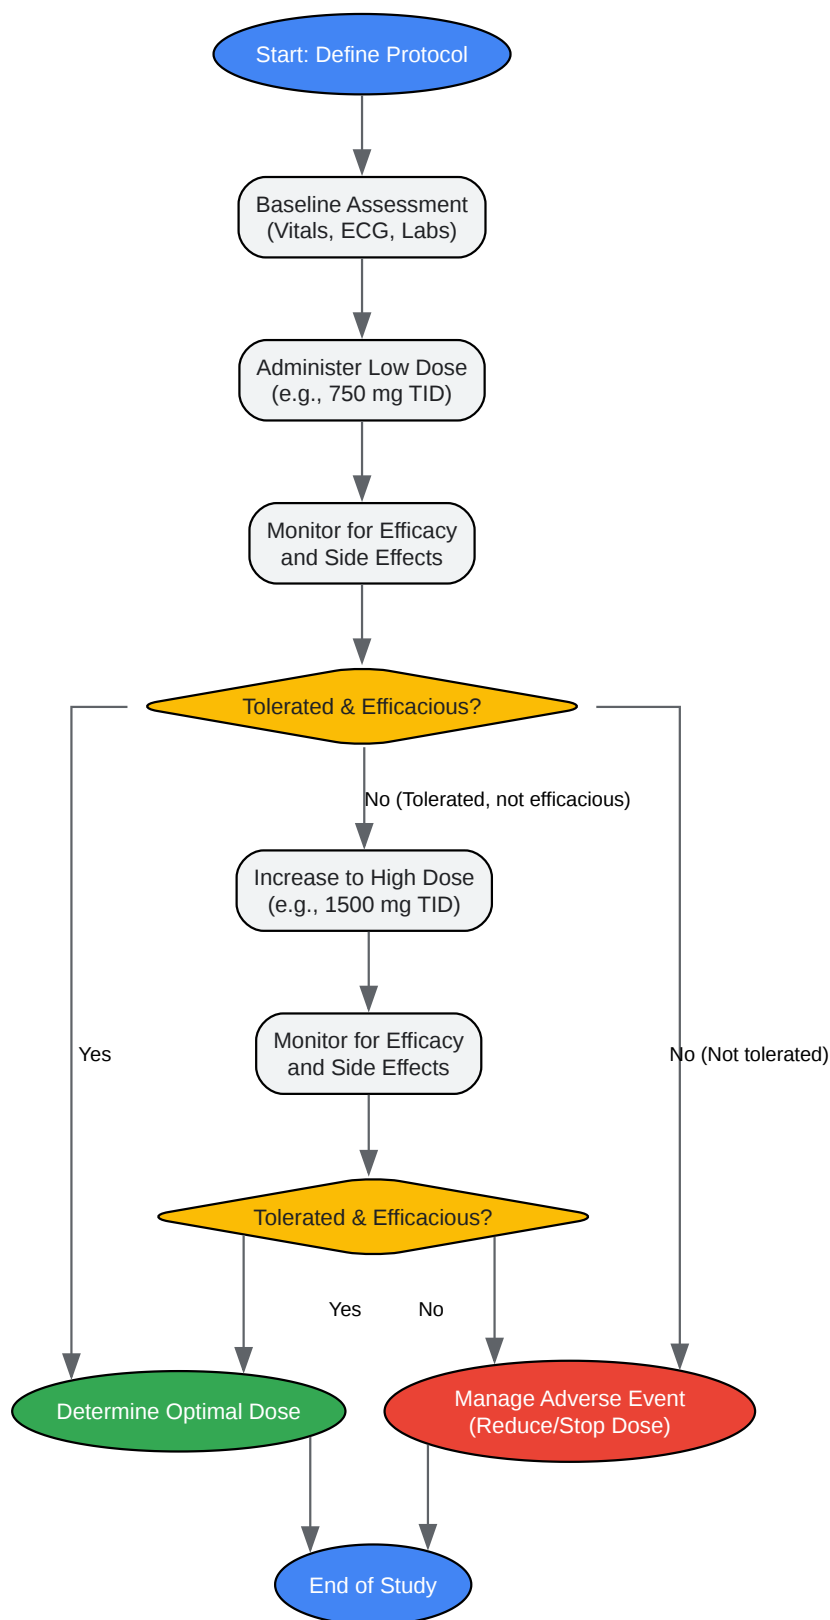 Start: Define Protocol
Baseline Assessment
(Vitals, ECG, Labs)
Administer Low Dose
(e.g., 750 mg TID)
Monitor for Efficacy
and Side Effects
Tolerated & Efficacious?
No (Tolerated, not efficacious)
Increase to High Dose
(e.g., 1500 mg TID)
Monitor for Efficacy
and Side Effects
Yes
No (Not tolerated)
Tolerated & Efficacious?
Yes
No
Determine Optimal Dose
Manage Adverse Event
(Reduce/Stop Dose)
End of Study